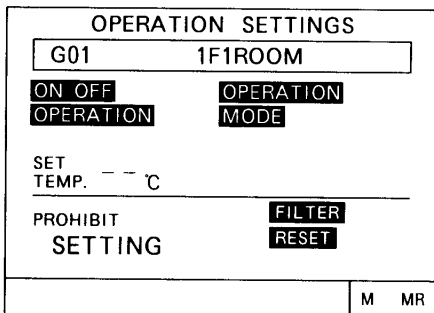 OPERATION SETTINGS
G01 1F1ROOM
ON OFF OPERATION
OPERATION MODE
SET
TEMP. -- °C
PROHIBIT FILTER
SETTING RESET
M MR